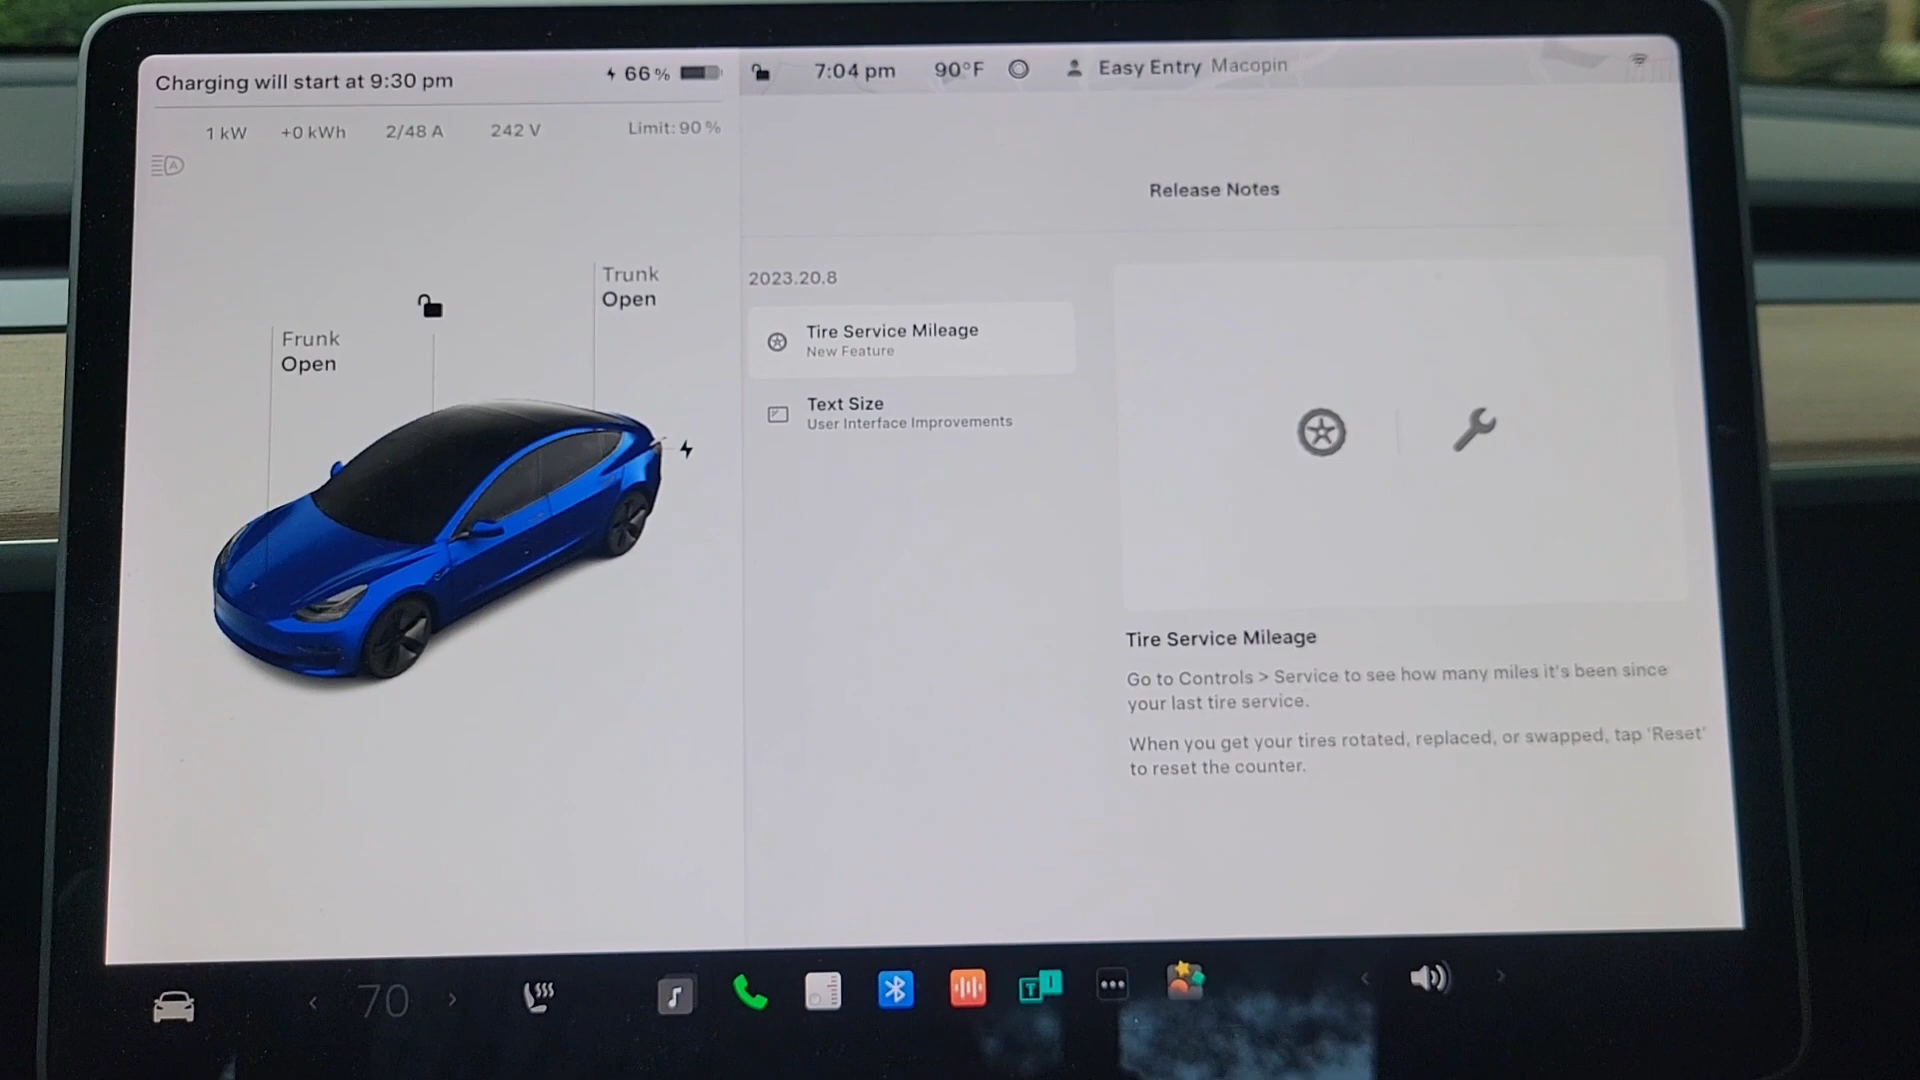 Charging will start at 9:30 pm
66 %
1 kW
+0 kWh
2/48 A
242 V
Limit: 90 %
7:04 pm
90°F
Easy Entry Macopin
Frunk
Open
Trunk
Open
Release Notes
2023.20.8
Tire Service Mileage
New Feature
Text Size
User Interface Improvements
Tire Service Mileage
Go to Controls > Service to see how many miles it's been since
your last tire service.
When you get your tires rotated, replaced, or swapped, tap 'Reset'
to reset the counter.
70